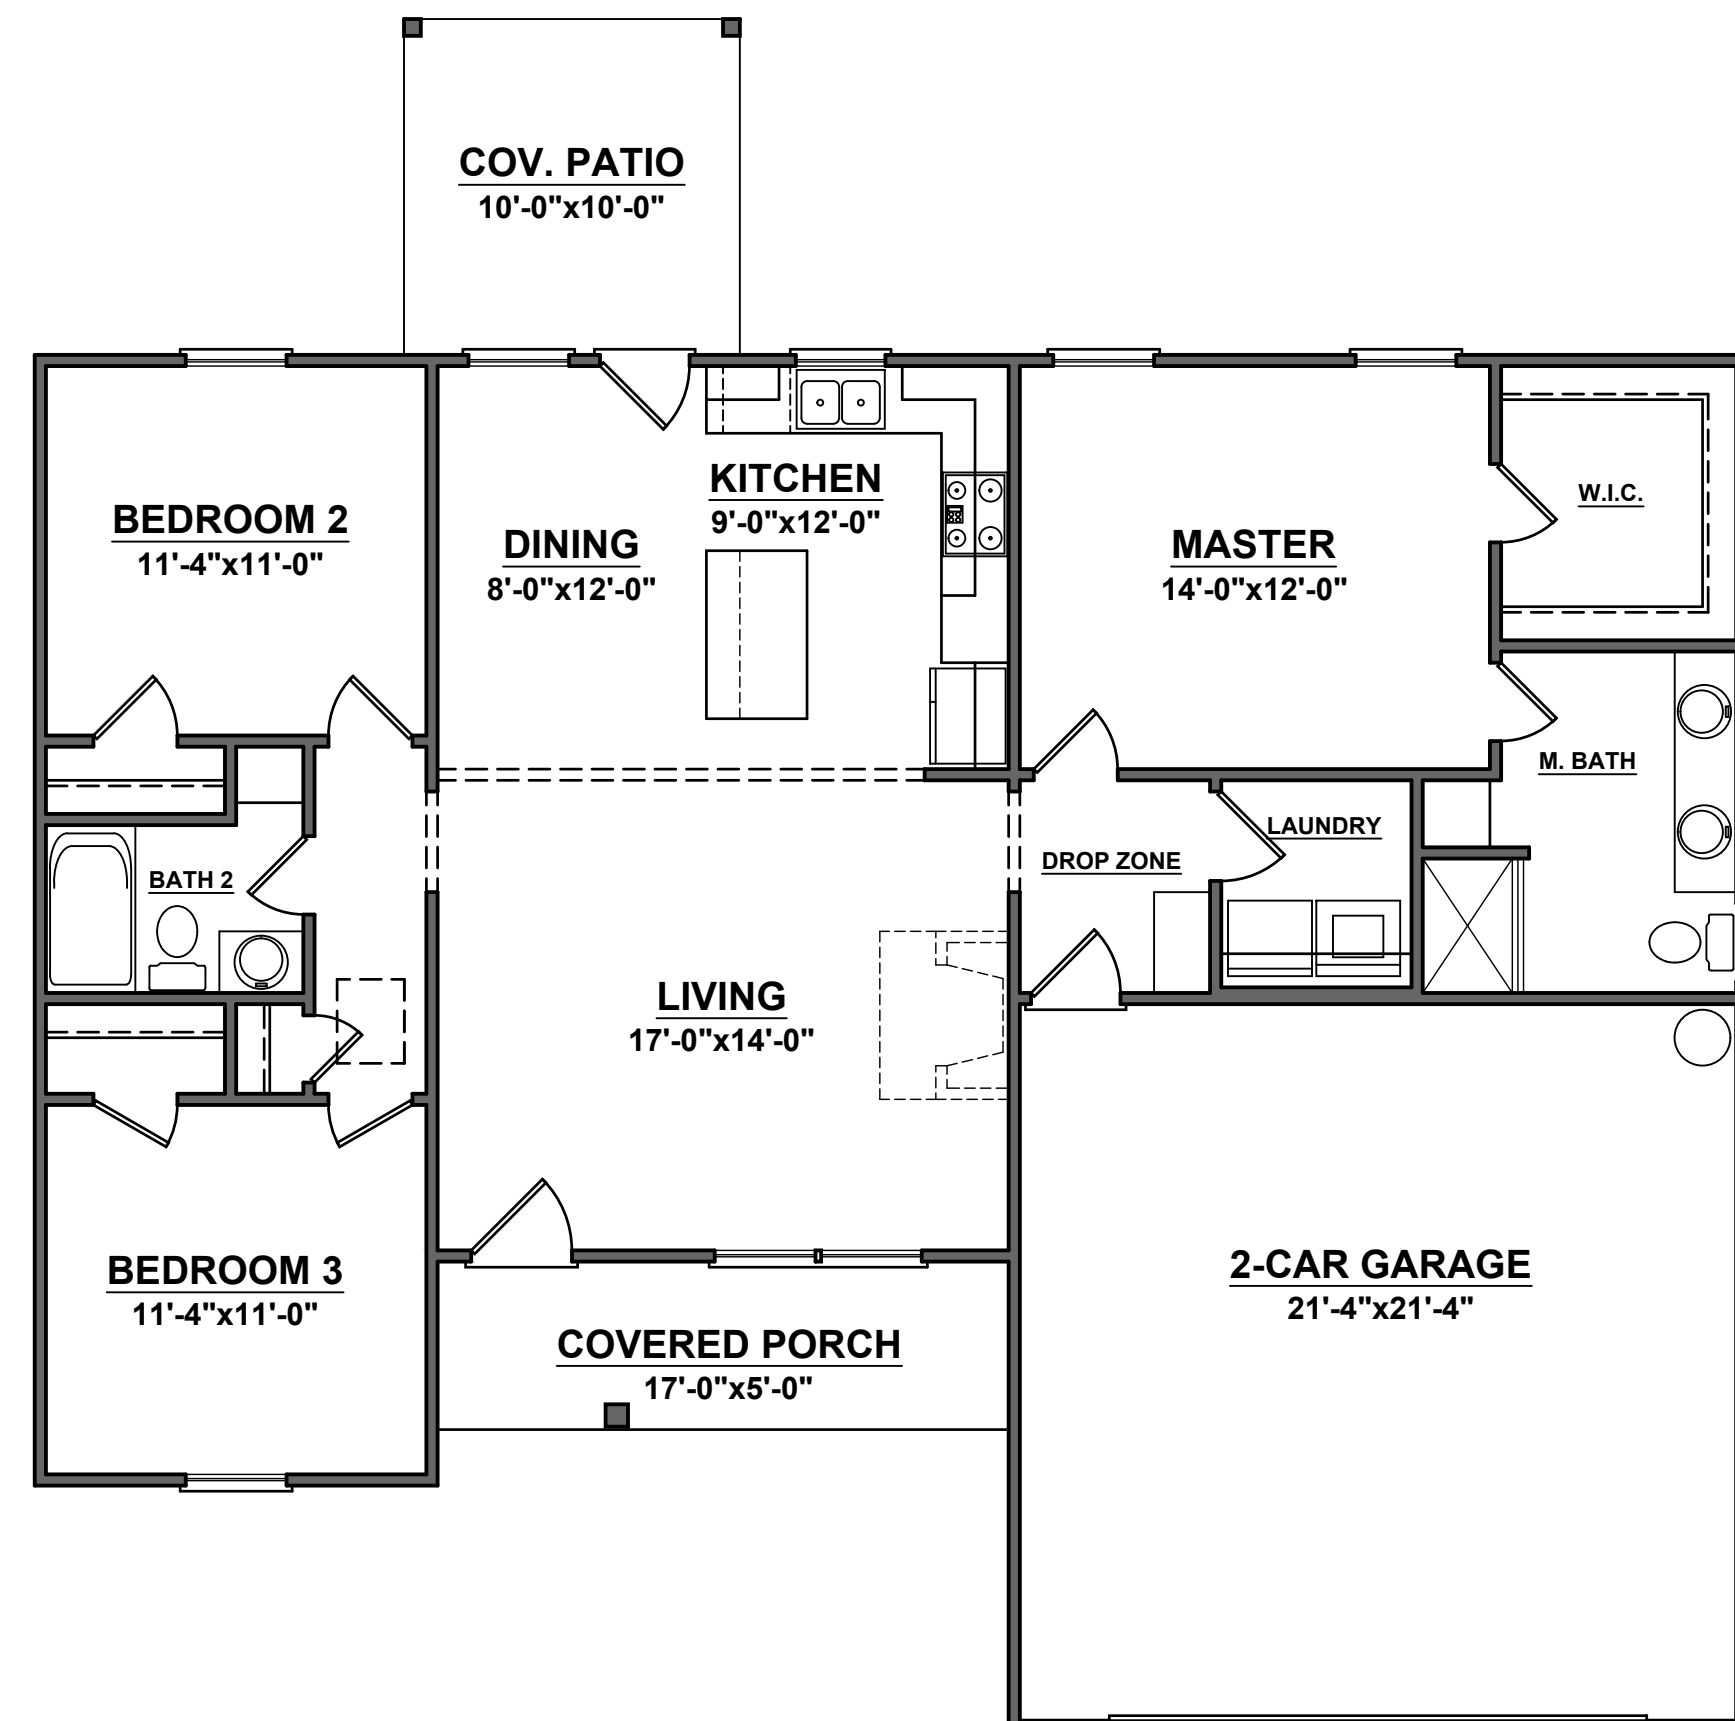 COV. PATIO
10'-0"x10'-0"
BEDROOM 2
11'-4"x11'-0"
DINING
8'-0"x12'-0"
KITCHEN
9'-0"x12'-0"
MASTER
14'-0"x12'-0"
W.I.C.
M. BATH
BATH 2
LAUNDRY
DROP ZONE
LIVING
17'-0"x14'-0"
BEDROOM 3
11'-4"x11'-0"
COVERED PORCH
17'-0"x5'-0"
2-CAR GARAGE
21'-4"x21'-4"